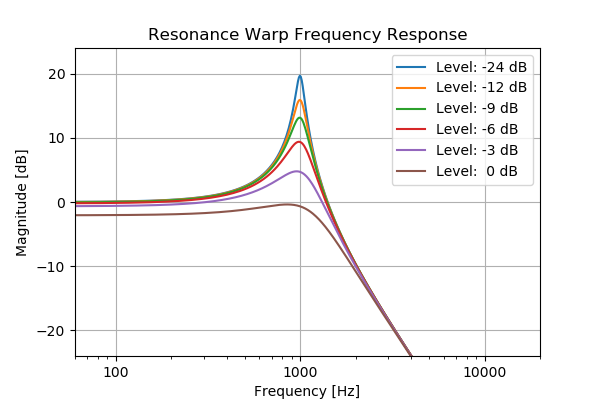 Resonance Warp Frequency Response
Magnitude [dB]
20
10
0
−10
−20
Level: -24 dB
Level: -12 dB
Level: -9 dB
Level: -6 dB
Level: -3 dB
Level:  0 dB
100
1000
10000
Frequency [Hz]